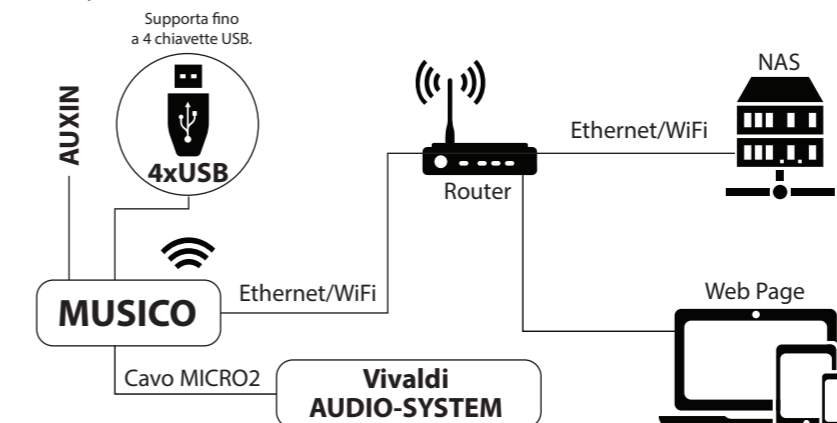 Supporta fino
a 4 chiavette USB.
AUXIN
4xUSB
NAS
Ethernet/WiFi
Router
MUSICO
Ethernet/WiFi
Web Page
Cavo MICRO2
Vivaldi
AUDIO-SYSTEM